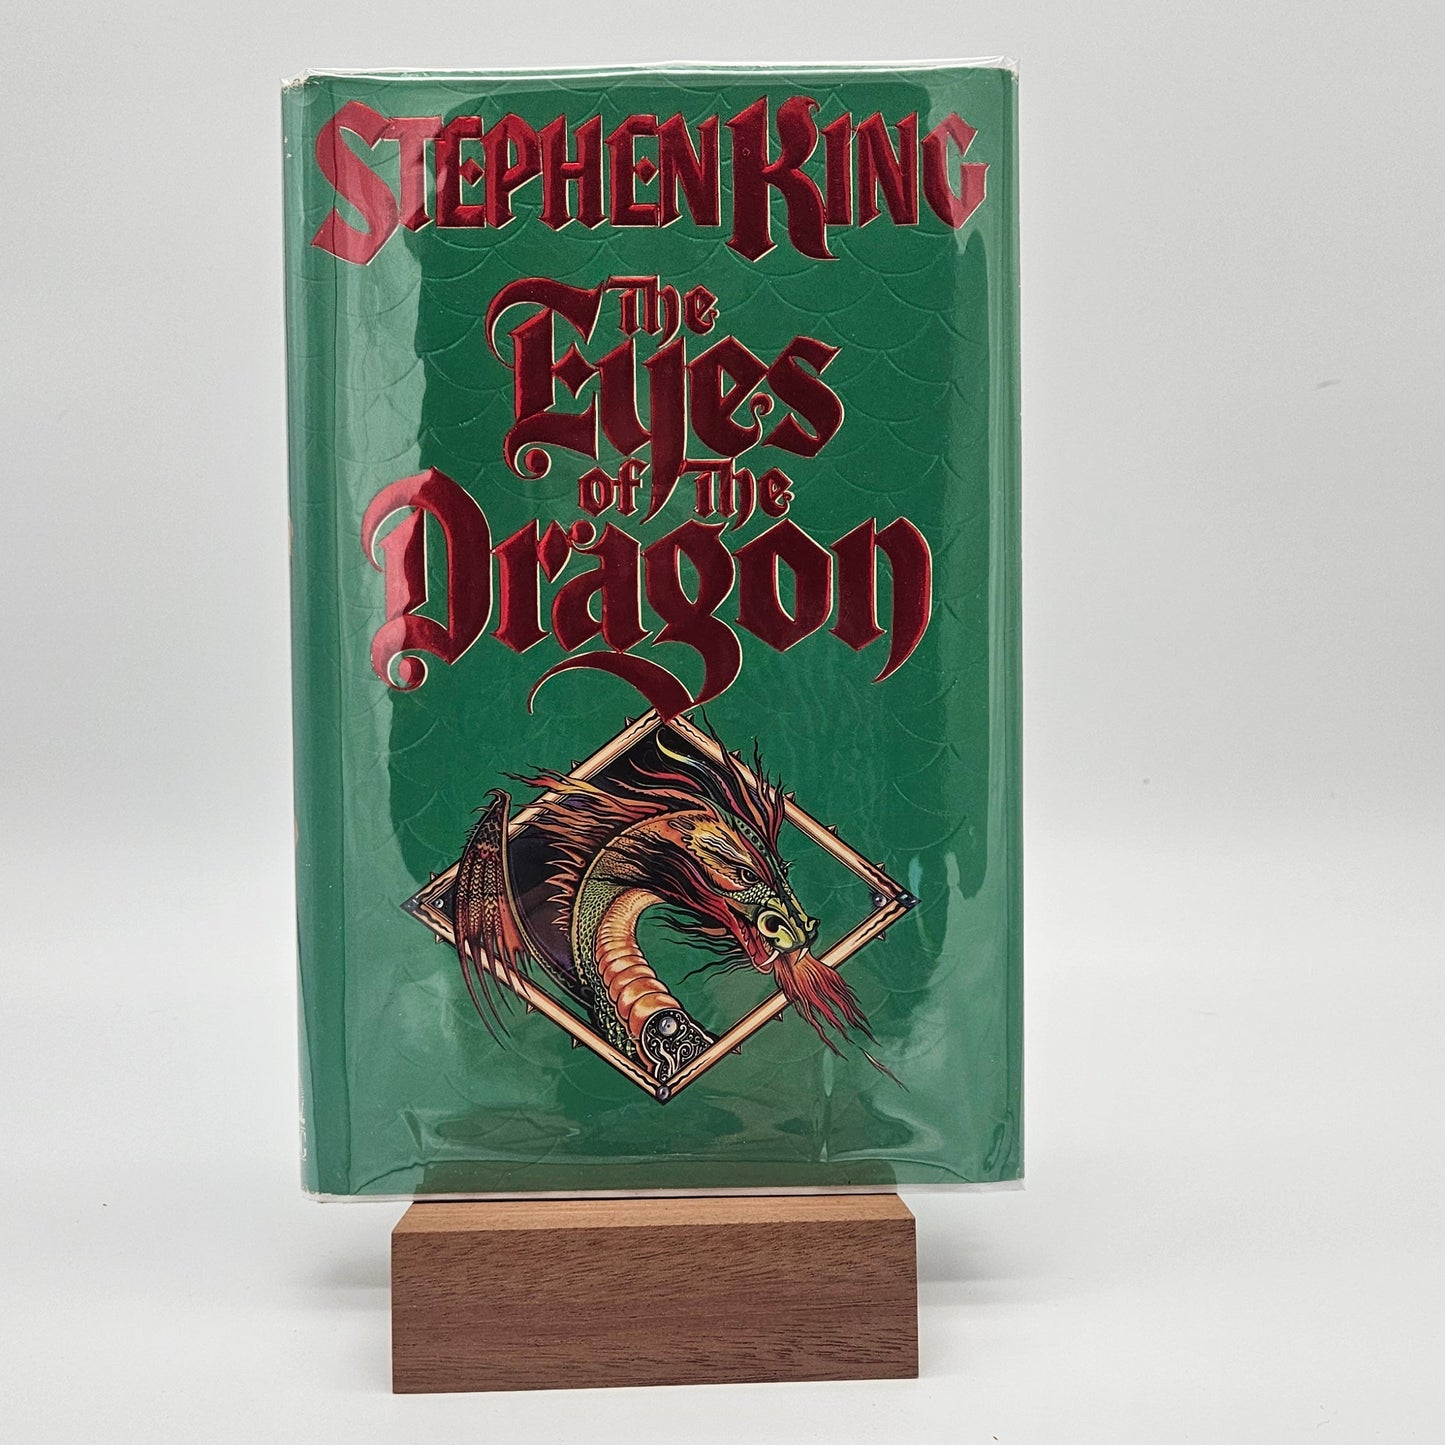 STEPHEN KING
The
Eyes
of The
Dragon